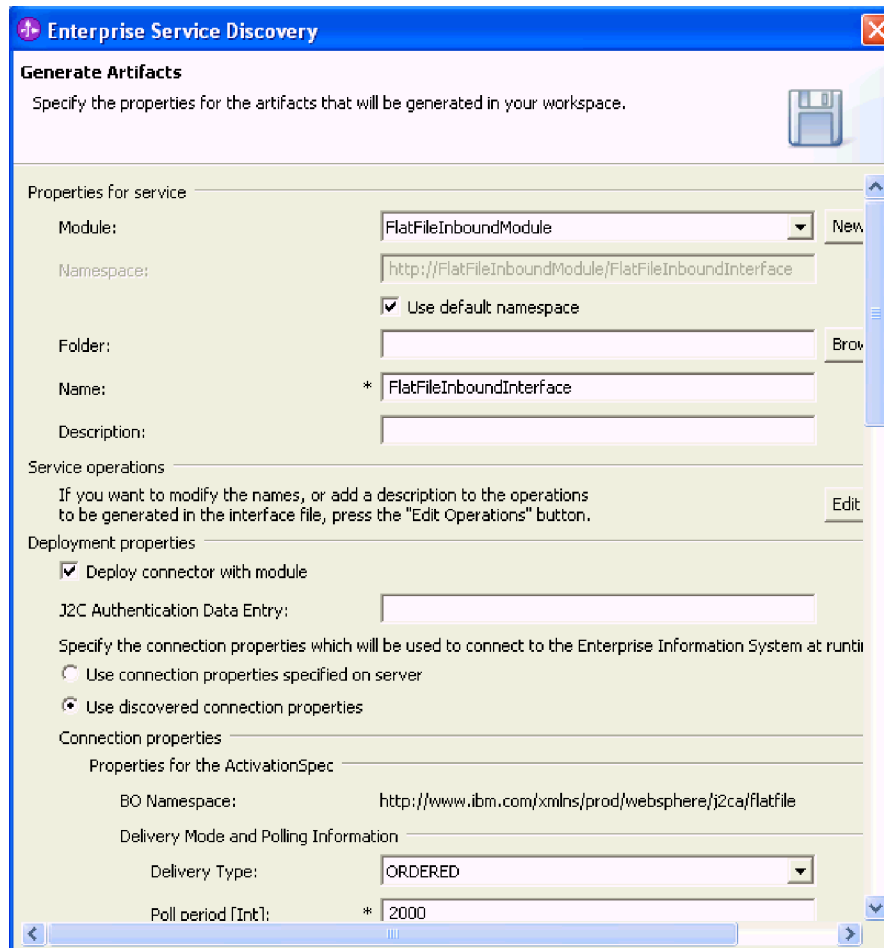 Enterprise Service Discovery
Generate Artifacts
Specify the properties for the artifacts that will be generated in your workspace.
Properties for service
Module: FlatFileInboundModule New
Namespace: http://FlatFileInboundModule/FlatFileInboundInterface
Use default namespace
Folder: Brow
Name: * FlatFileInboundInterface
Description:
Service operations
If you want to modify the names, or add a description to the operations
to be generated in the interface file, press the "Edit Operations" button. Edit
Deployment properties
Deploy connector with module
J2C Authentication Data Entry:
Specify the connection properties which will be used to connect to the Enterprise Information System at runti
Use connection properties specified on server
Use discovered connection properties
Connection properties
Properties for the ActivationSpec
BO Namespace: http://www.ibm.com/xmlns/prod/websphere/j2ca/flatfile
Delivery Mode and Polling Information
Delivery Type: ORDERED
Poll period [Int]: * 2000